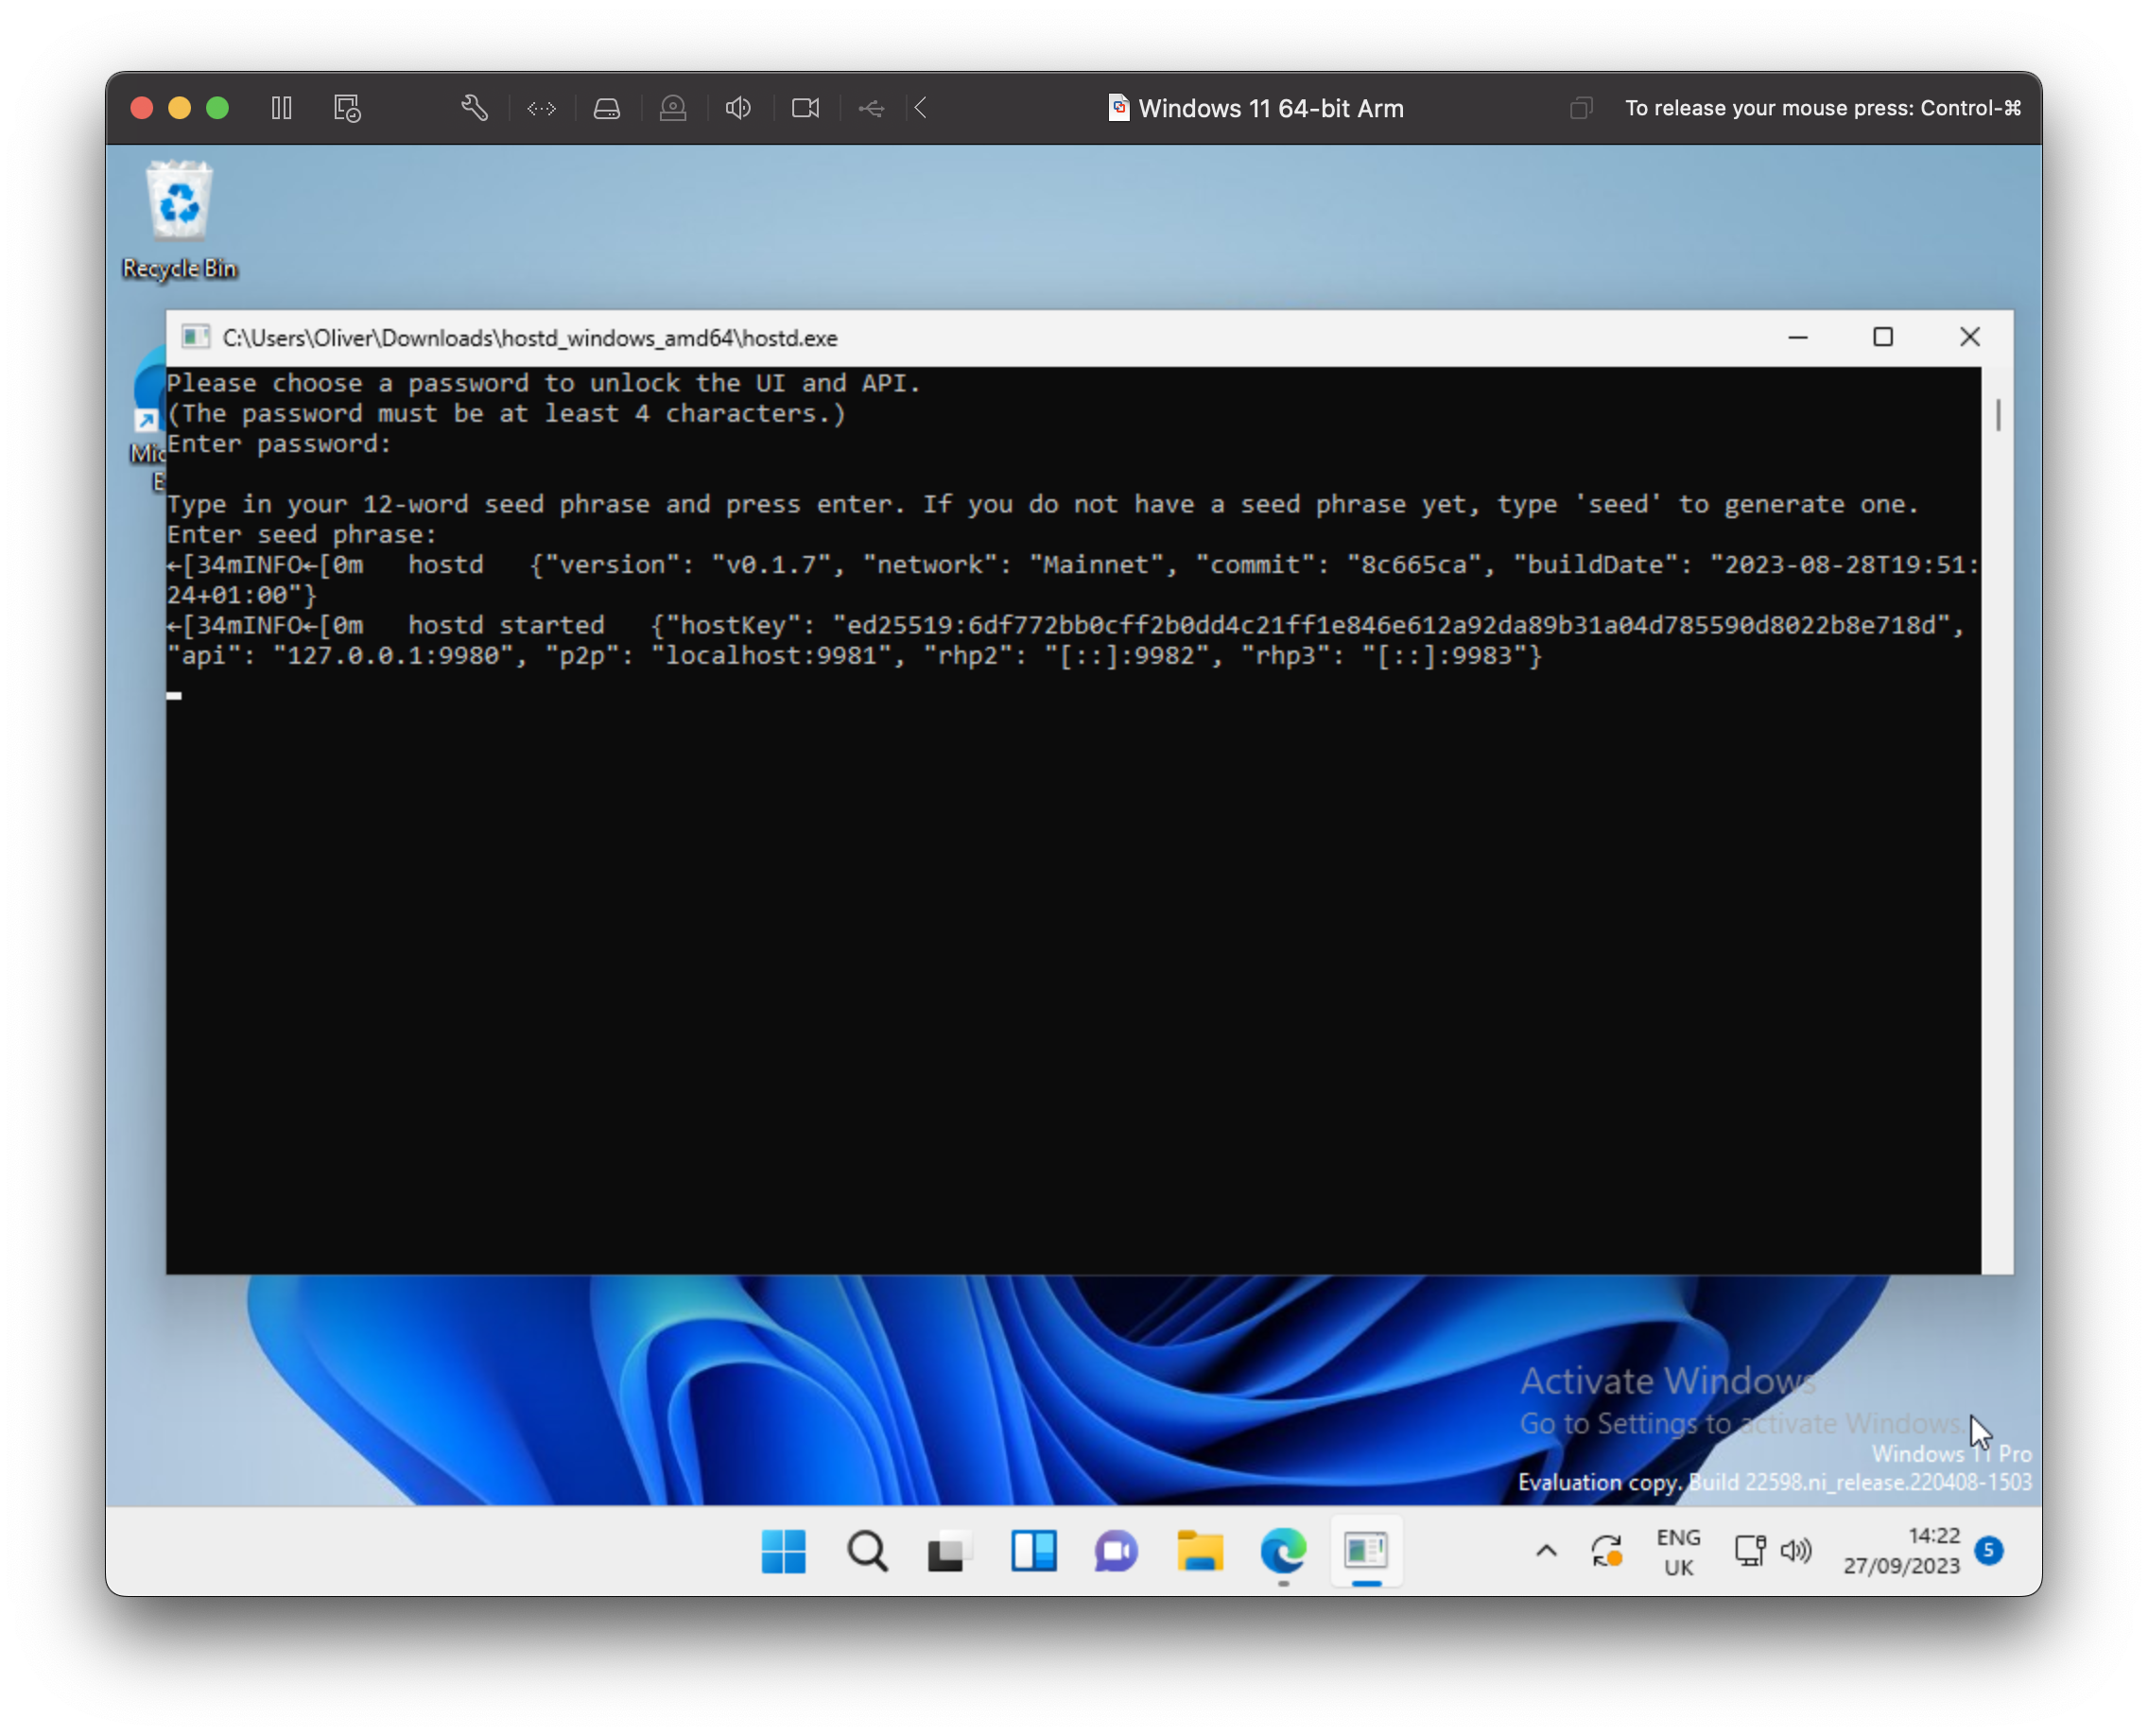 Windows 11 64-bit Arm
To release your mouse press: Control-⌘
Recycle Bin
C:\Users\Oliver\Downloads\hostd_windows_amd64\hostd.exe
Mic
E
Please choose a password to unlock the UI and API.
(The password must be at least 4 characters.)
Enter password:
Type in your 12-word seed phrase and press enter. If you do not have a seed phrase yet, type 'seed' to generate one.
Enter seed phrase:
←[34mINFO←[0m   hostd   {"version": "v0.1.7", "network": "Mainnet", "commit": "8c665ca", "buildDate": "2023-08-28T19:51:
24+01:00"}
←[34mINFO←[0m   hostd started   {"hostKey": "ed25519:6df772bb0cff2b0dd4c21ff1e846e612a92da89b31a04d785590d8022b8e718d",
"api": "127.0.0.1:9980", "p2p": "localhost:9981", "rhp2": "[::]:9982", "rhp3": "[::]:9983"}
Activate Windows
Go to Settings to activate Windows.
Windows 11 Pro
Evaluation copy. Build 22598.ni_release.220408-1503
ENG
UK
14:22
27/09/2023
5